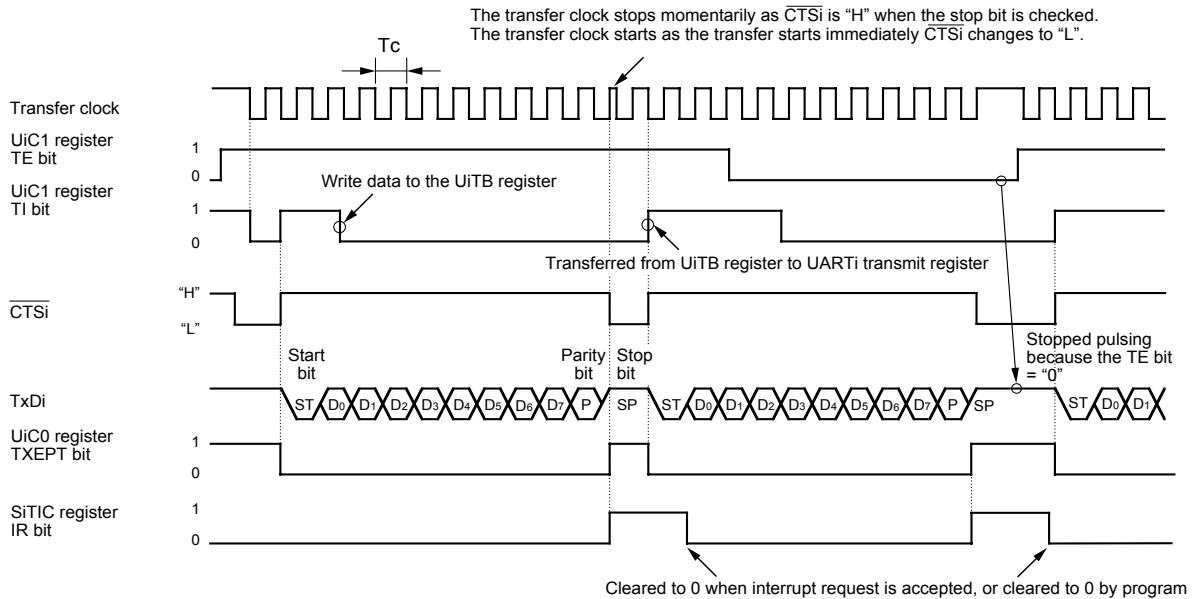 The transfer clock stops momentarily as CTSi is “H” when the stop bit is checked.
The transfer clock starts as the transfer starts immediately CTSi changes to “L”.
Tc
Transfer clock
UiC1 register
TE bit
1
0
Write data to the UiTB register
UiC1 register
TI bit
1
0
Transferred from UiTB register to UARTi transmit register
CTSi
“H”
“L”
Start
bit
Parity
bit
Stop
bit
Stopped pulsing
because the TE bit
= “0”
TxDi
ST D0 D1 D2 D3 D4 D5 D6 D7 P SP ST D0 D1 D2 D3 D4 D5 D6 D7 P SP ST D0 D1
UiC0 register
TXEPT bit
1
0
SiTIC register
IR bit
1
0
Cleared to 0 when interrupt request is accepted, or cleared to 0 by program